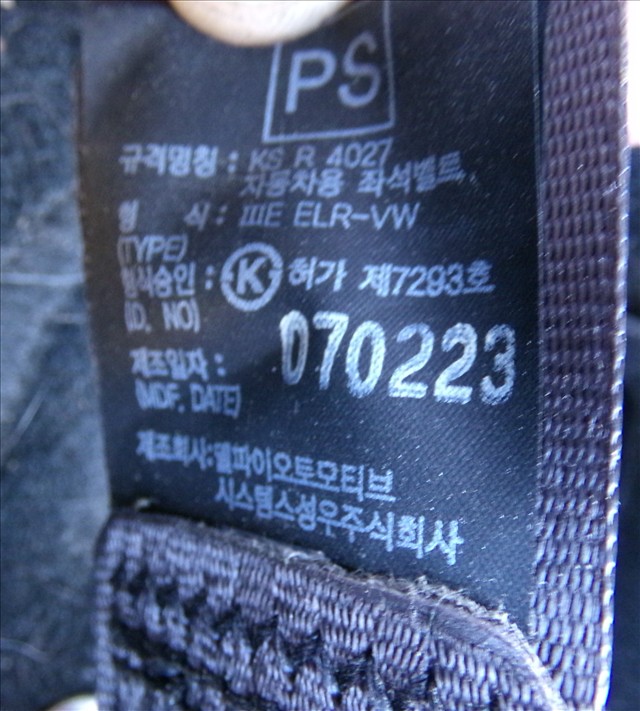 PS
규격명칭 : KS R 4027
자동차용 좌석벨트
형 식 : IIIE ELR-VW
(TYPE)
형식승인 : K 허가 제7293호
(ID. NO)
제조일자 : 070223
(MDF. DATE)
제조회사:델파이오토모티브
시스템스성우주식회사